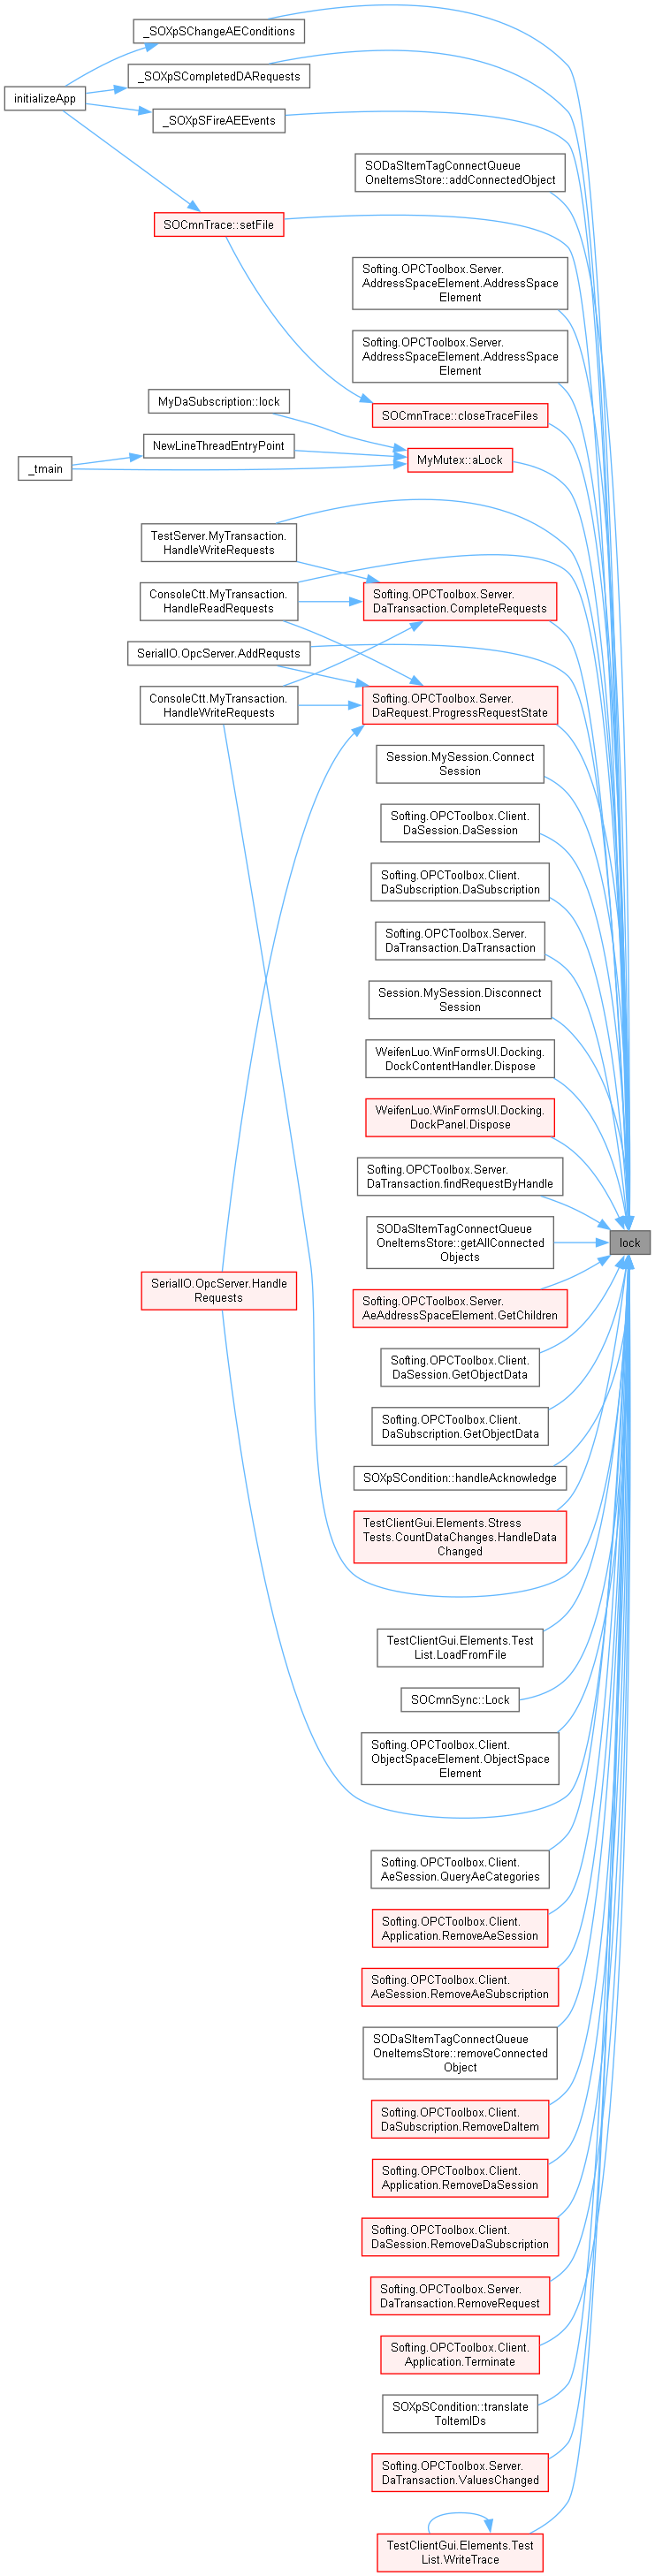 _SOXpSChangeAEConditions
_SOXpSCompletedDARequests
initializeApp
_SOXpSFireAEEvents
SODaSItemTagConnectQueue
OneItemsStore::addConnectedObject
SOCmnTrace::setFile
Softing.OPCToolbox.Server.
AddressSpaceElement.AddressSpace
Element
Softing.OPCToolbox.Server.
AddressSpaceElement.AddressSpace
Element
MyDaSubscription::lock
SOCmnTrace::closeTraceFiles
NewLineThreadEntryPoint
_tmain
MyMutex::aLock
TestServer.MyTransaction.
HandleWriteRequests
ConsoleCtt.MyTransaction.
HandleReadRequests
Softing.OPCToolbox.Server.
DaTransaction.CompleteRequests
SerialIO.OpcServer.AddRequsts
ConsoleCtt.MyTransaction.
HandleWriteRequests
Softing.OPCToolbox.Server.
DaRequest.ProgressRequestState
Session.MySession.Connect
Session
Softing.OPCToolbox.Client.
DaSession.DaSession
Softing.OPCToolbox.Client.
DaSubscription.DaSubscription
Softing.OPCToolbox.Server.
DaTransaction.DaTransaction
Session.MySession.Disconnect
Session
WeifenLuo.WinFormsUI.Docking.
DockContentHandler.Dispose
WeifenLuo.WinFormsUI.Docking.
DockPanel.Dispose
Softing.OPCToolbox.Server.
DaTransaction.findRequestByHandle
SODaSItemTagConnectQueue
OneItemsStore::getAllConnected
Objects
lock
SerialIO.OpcServer.Handle
Requests
Softing.OPCToolbox.Server.
AeAddressSpaceElement.GetChildren
Softing.OPCToolbox.Client.
DaSession.GetObjectData
Softing.OPCToolbox.Client.
DaSubscription.GetObjectData
SOXpSCondition::handleAcknowledge
TestClientGui.Elements.Stress
Tests.CountDataChanges.HandleData
Changed
TestClientGui.Elements.Test
List.LoadFromFile
SOCmnSync::Lock
Softing.OPCToolbox.Client.
ObjectSpaceElement.ObjectSpace
Element
Softing.OPCToolbox.Client.
AeSession.QueryAeCategories
Softing.OPCToolbox.Client.
Application.RemoveAeSession
Softing.OPCToolbox.Client.
AeSession.RemoveAeSubscription
SODaSItemTagConnectQueue
OneItemsStore::removeConnected
Object
Softing.OPCToolbox.Client.
DaSubscription.RemoveDaItem
Softing.OPCToolbox.Client.
Application.RemoveDaSession
Softing.OPCToolbox.Client.
DaSession.RemoveDaSubscription
Softing.OPCToolbox.Server.
DaTransaction.RemoveRequest
Softing.OPCToolbox.Client.
Application.Terminate
SOXpSCondition::translate
ToItemIDs
Softing.OPCToolbox.Server.
DaTransaction.ValuesChanged
TestClientGui.Elements.Test
List.WriteTrace